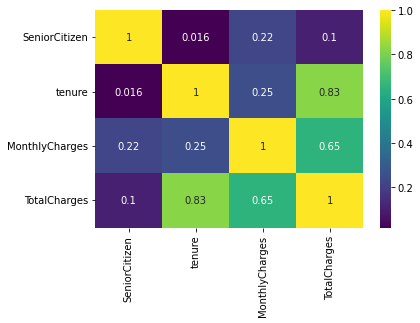 SeniorCitizen 1 0.016 0.22 0.1
tenure 0.016 1 0.25 0.83
MonthlyCharges 0.22 0.25 1 0.65
TotalCharges 0.1 0.83 0.65 1
SeniorCitizen
tenure
MonthlyCharges
TotalCharges
1.0
0.8
0.6
0.4
0.2